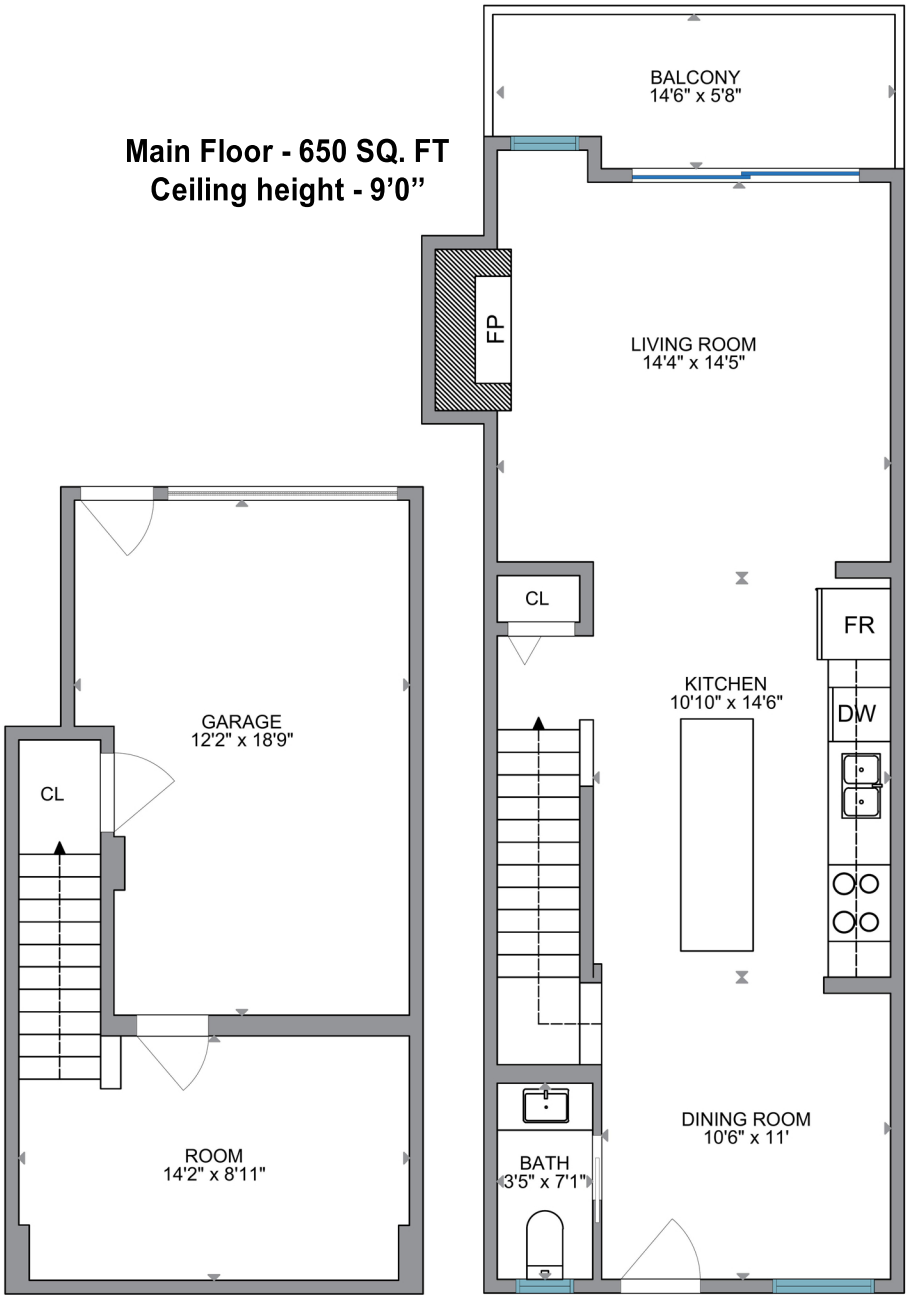 Main Floor - 650 SQ. FT
Ceiling height - 9’0’’
BALCONY
14'6" x 5'8"
FP
LIVING ROOM
14'4" x 14'5"
CL
FR
KITCHEN
10'10" x 14'6"
DW
DINING ROOM
10'6" x 11'
BATH
3'5" x 7'1"
GARAGE
12'2" x 18'9"
CL
ROOM
14'2" x 8'11"